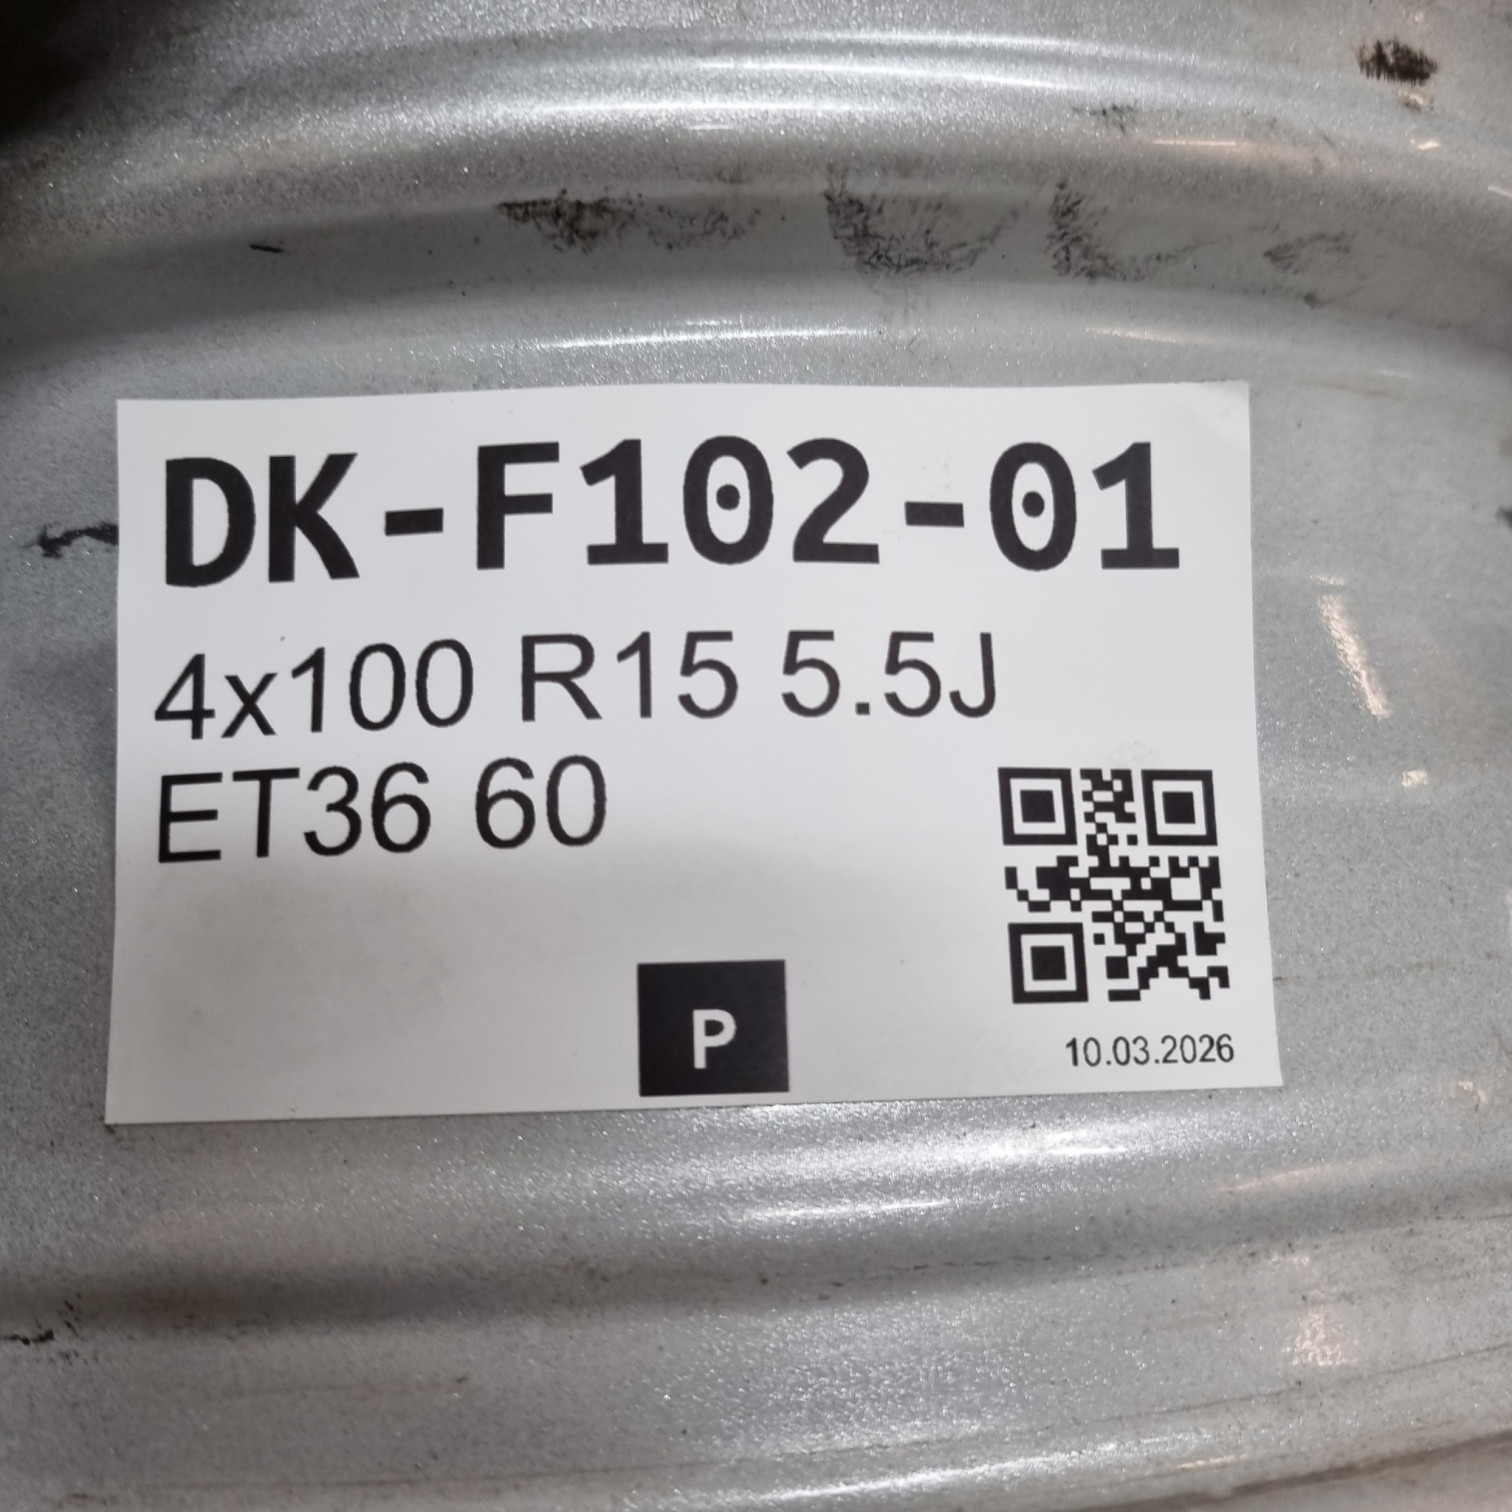 DK-F102-01
4x100 R15 5.5J
ET36 60
P
10.03.2026